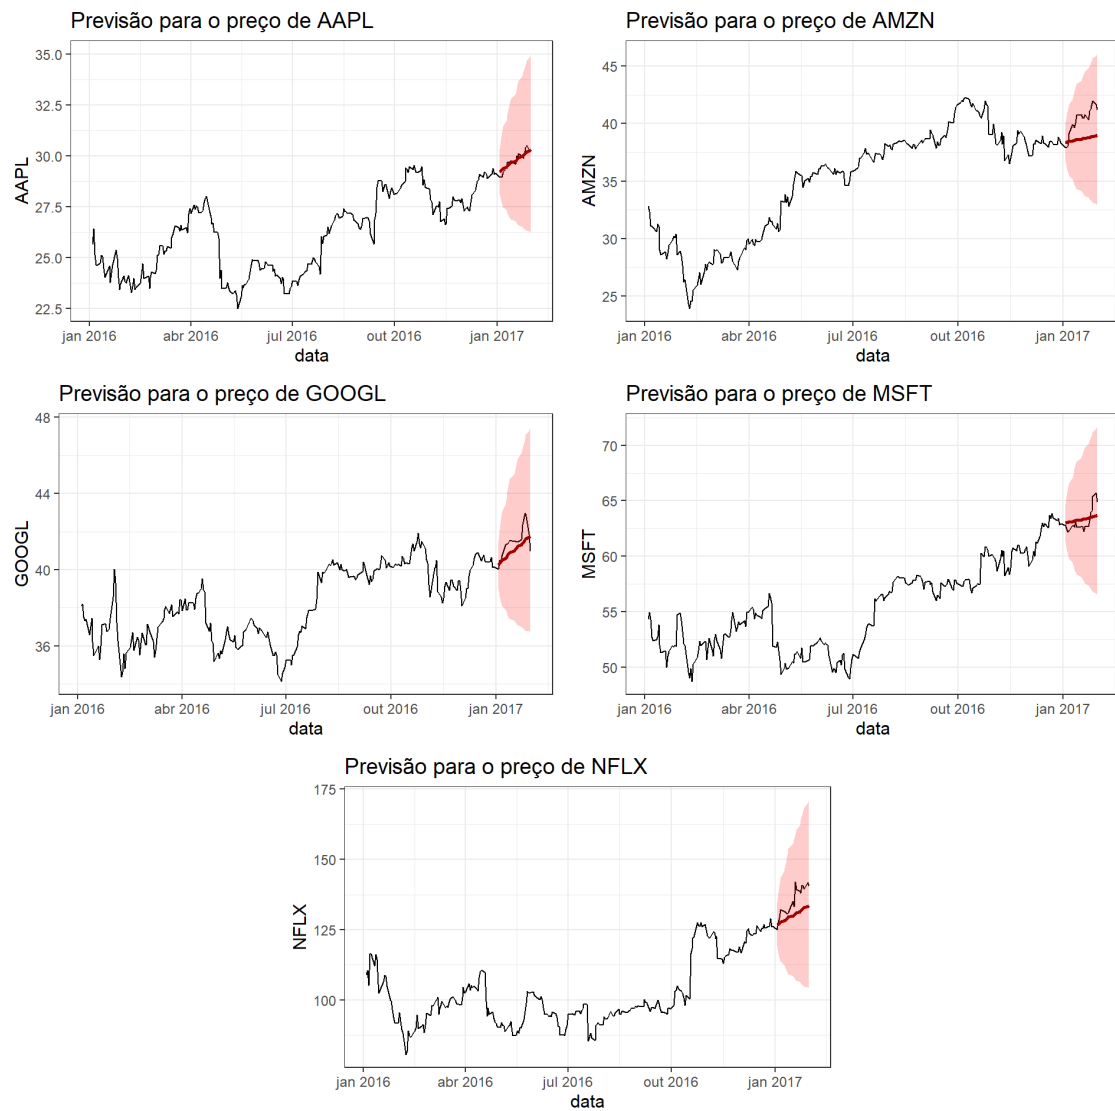 Previsão para o preço de AAPL
35.0
32.5
30.0
27.5
25.0
22.5
AAPL
jan 2016 abr 2016 jul 2016 out 2016 jan 2017
data
Previsão para o preço de AMZN
45
40
35
30
25
AMZN
jan 2016 abr 2016 jul 2016 out 2016 jan 2017
data
Previsão para o preço de GOOGL
48
44
40
36
GOOGL
jan 2016 abr 2016 jul 2016 out 2016 jan 2017
data
Previsão para o preço de MSFT
70
65
60
55
50
MSFT
jan 2016 abr 2016 jul 2016 out 2016 jan 2017
data
Previsão para o preço de NFLX
175
150
125
100
NFLX
jan 2016 abr 2016 jul 2016 out 2016 jan 2017
data